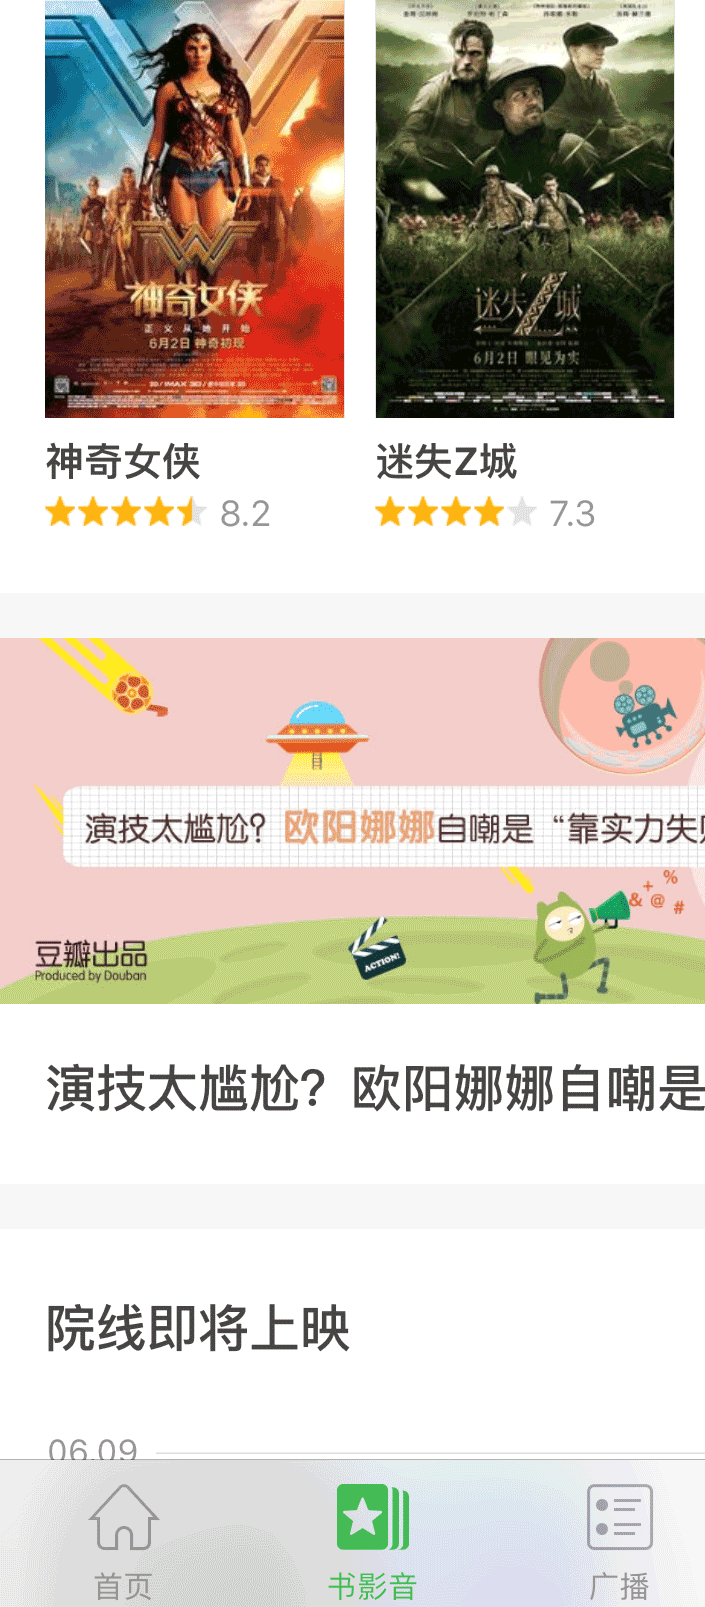 神奇女侠
正义从她开始
6月2日 神奇初现
迷失Z城
6月2日 眼见为实
神奇女侠
迷失Z城
8.2
7.3
演技太尴尬？欧阳娜娜自嘲是“靠实力失
&+%@#
ACTION!
豆瓣出品
Produced by Douban
演技太尴尬？欧阳娜娜自嘲是
院线即将上映
06.09
首页
书影音
广播